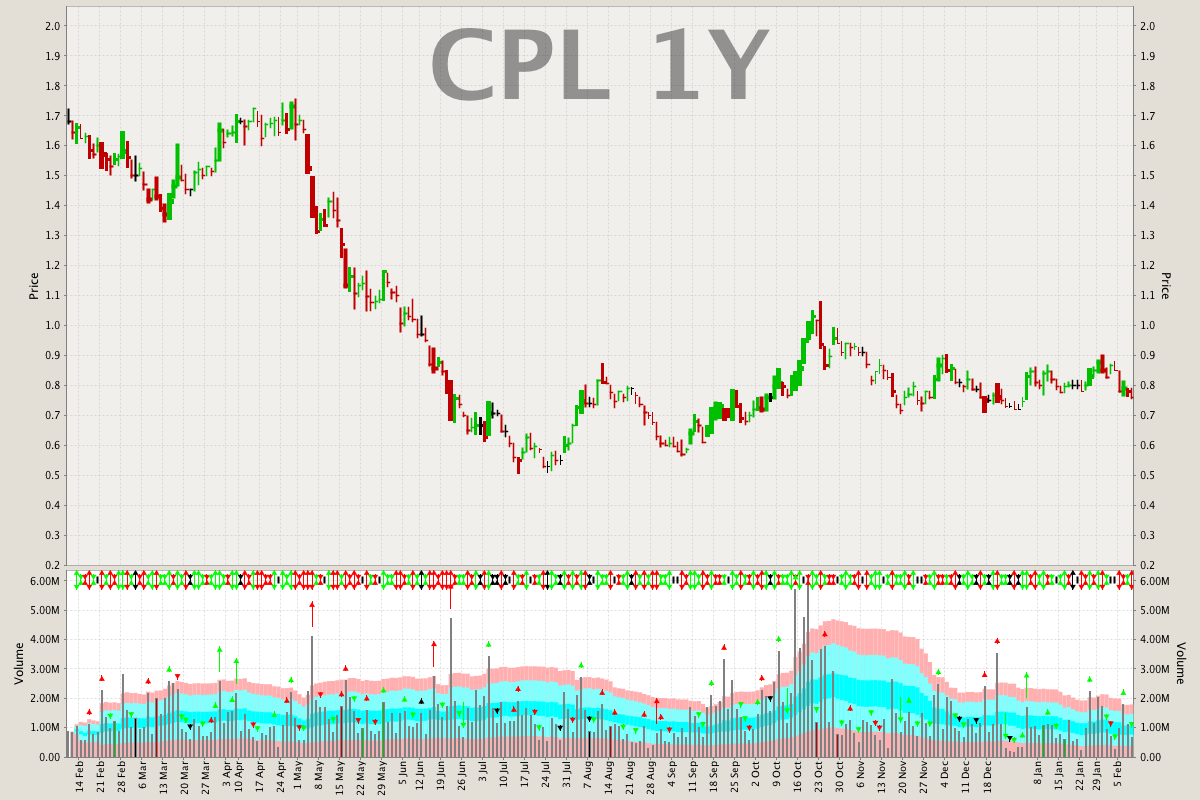 CPL 1Y
2.0 2.0
1.9 1.9
1.8 1.8
1.7 1.7
1.6 1.6
1.5 1.5
1.4 1.4
1.3 1.3
1.2 1.2
Price Price
1.1 1.1
1.0 1.0
0.9 0.9
0.8 0.8
0.7 0.7
0.6 0.6
0.5 0.5
0.4 0.4
0.3 0.3
0.2 0.2
6.00M 6.00M
5.00M 5.00M
4.00M 4.00M
Volume Volume
3.00M 3.00M
2.00M 2.00M
1.00M 1.00M
0.00 0.00
14 Feb 21 Feb 28 Feb 6 Mar 13 Mar 20 Mar 27 Mar 3 Apr 10 Apr 17 Apr 24 Apr 1 May 8 May 15 May 22 May 29 May 5 Jun 12 Jun 26 Jun 3 Jul 10 Jul 17 Jul 24 Jul 31 Jul 7 Aug 14 Aug 21 Aug 28 Aug 4 Sep 11 Sep 18 Sep 25 Sep 2 Oct 9 Oct 16 Oct 23 Oct 30 Oct 6 Nov 13 Nov 20 Nov 27 Nov 4 Dec 11 Dec 18 Dec 8 Jan 15 Jan 22 Jan 29 Jan 5 Feb